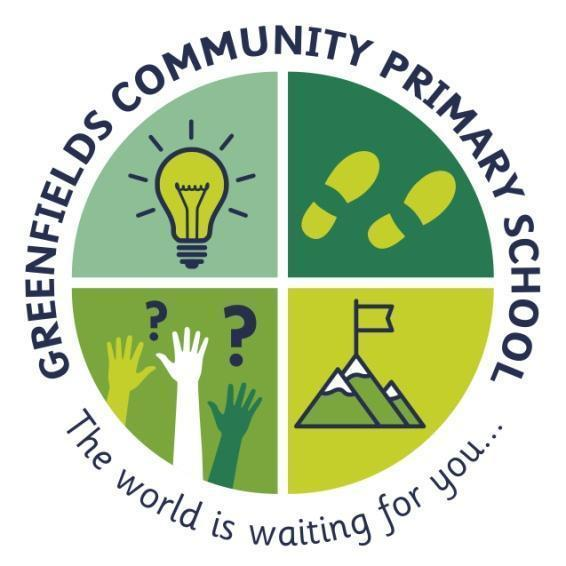 GREENFIELDS COMMUNITY PRIMARY SCHOOL
? ?
The world is waiting for you...